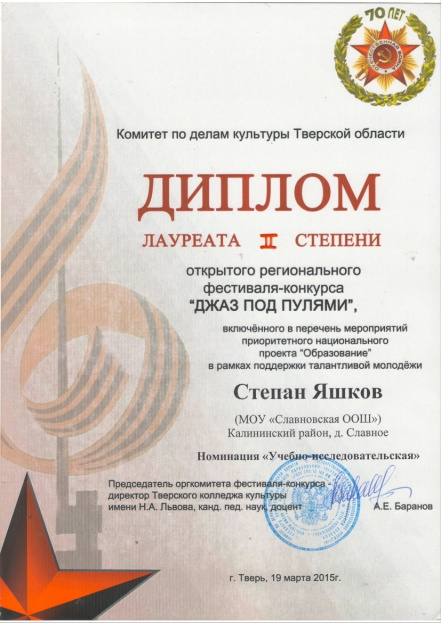 70 ЛЕТ
Комитет по делам культуры Тверской области
ДИПЛОМ
ЛАУРЕАТА II СТЕПЕНИ
открытого регионального
фестиваля-конкурса
“ДЖАЗ ПОД ПУЛЯМИ”,
включённого в перечень мероприятий
приоритетного национального
проекта “Образование”
в рамках поддержки талантливой молодёжи
Степан Яшков
(МОУ «Славновская ООШ»)
Калининский район, д. Славное
Номинация «Учебно-исследовательская»
Председатель оргкомитета фестиваля-конкурса -
директор Тверского колледжа культуры
имени Н.А. Львова, канд. пед. наук, доцент
А.Е. Баранов
г. Тверь, 19 марта 2015г.